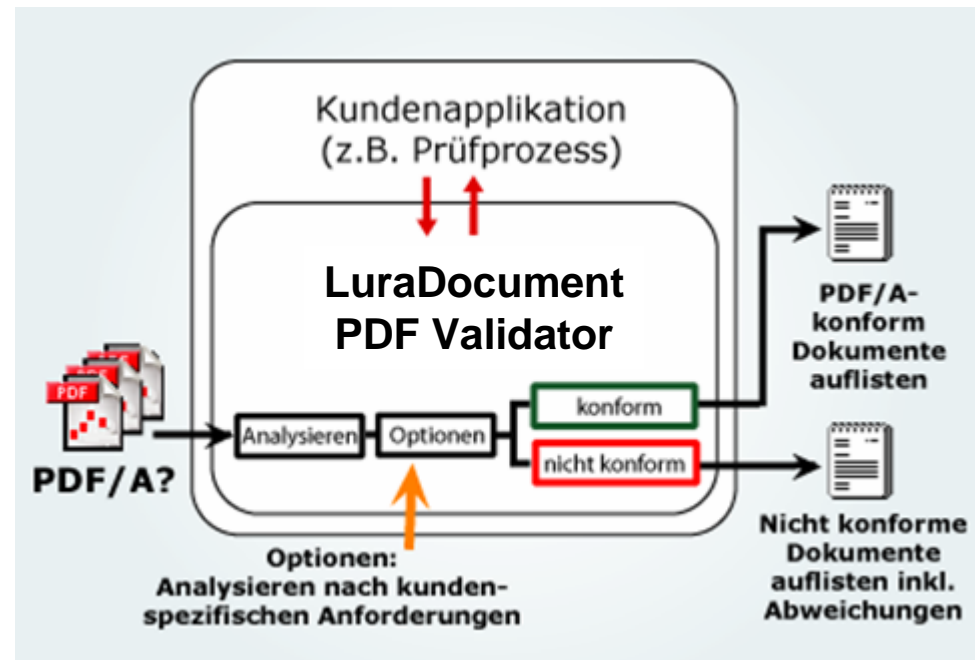 Kundenapplikation
(z.B. Prüfprozess)
LuraDocument
PDF Validator
PDF
PDF/A?
Analysieren
Optionen
konform
nicht konform
PDF/A-
konform
Dokumente
auflisten
Nicht konforme
Dokumente
auflisten inkl.
Abweichungen
Optionen:
Analysieren nach kunden-
spezifischen Anforderungen